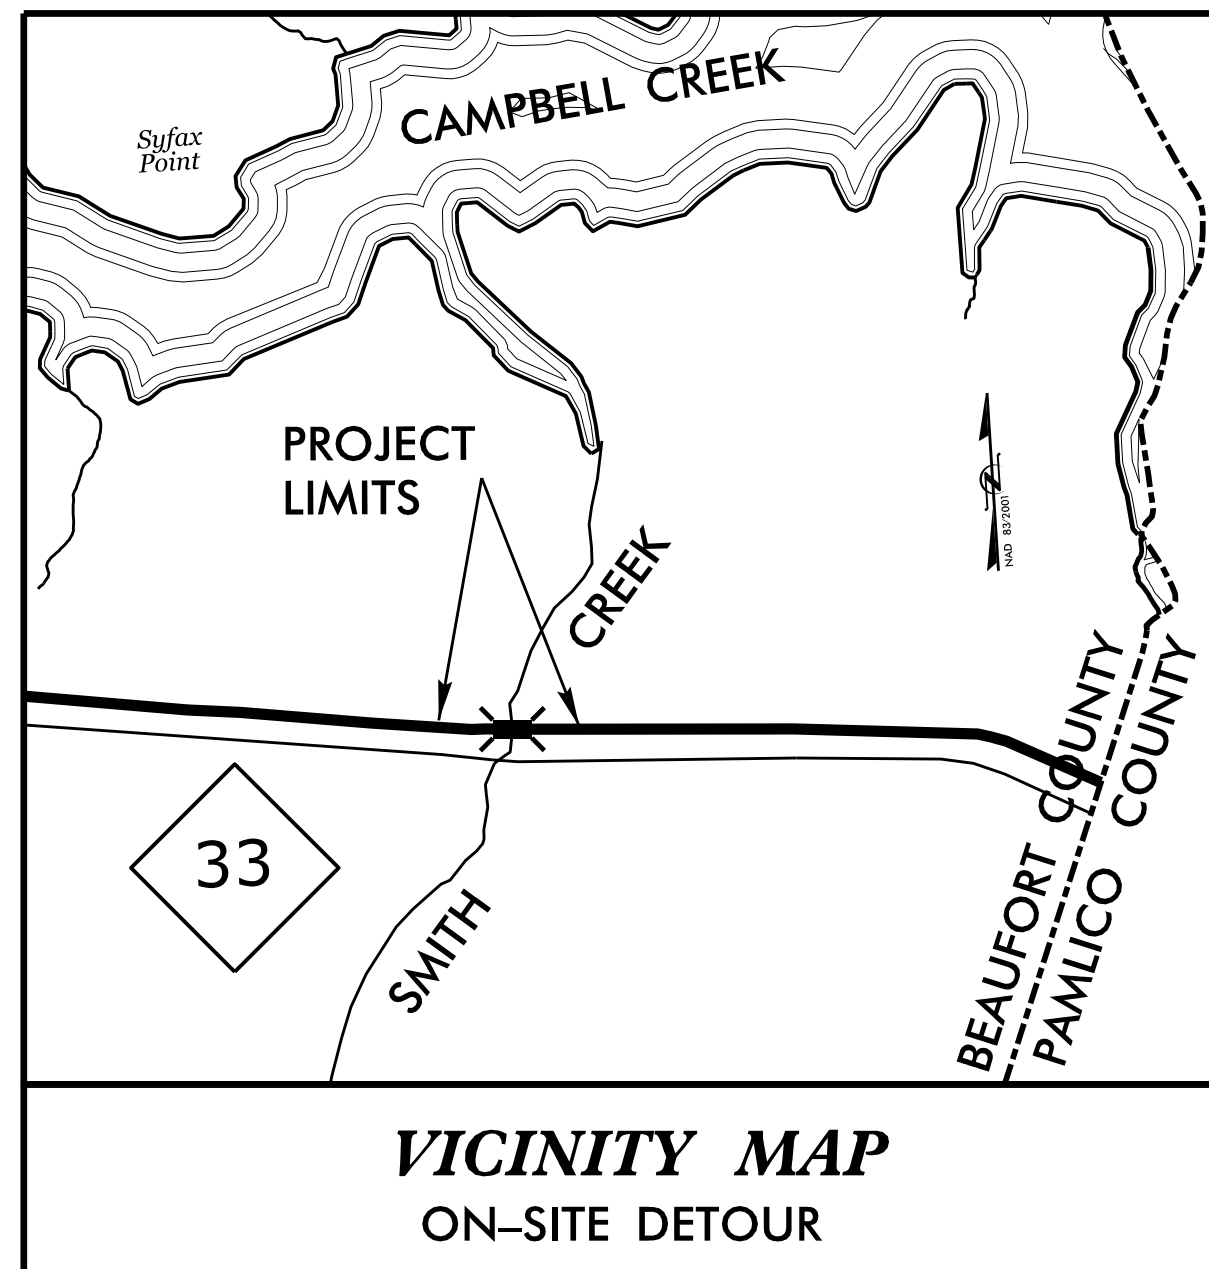 CAMPBELL CREEK
Syfax
Point
PROJECT
LIMITS
N
NAD 83/2001
SMITH CREEK
33
BEAUFORT COUNTY
PAMLICO COUNTY
VICINITY MAP
ON–SITE DETOUR